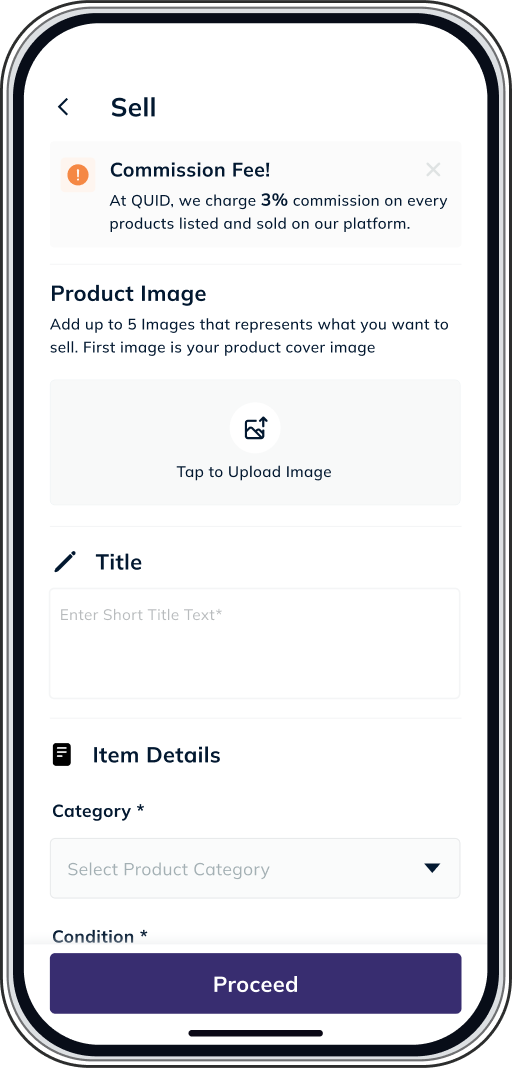 Sell
Commission Fee!
At QUID, we charge 3% commission on every
products listed and sold on our platform.
Product Image
Add up to 5 Images that represents what you want to
sell. First image is your product cover image
Tap to Upload Image
Title
Enter Short Title Text*
Item Details
Category *
Select Product Category
Condition *
Proceed